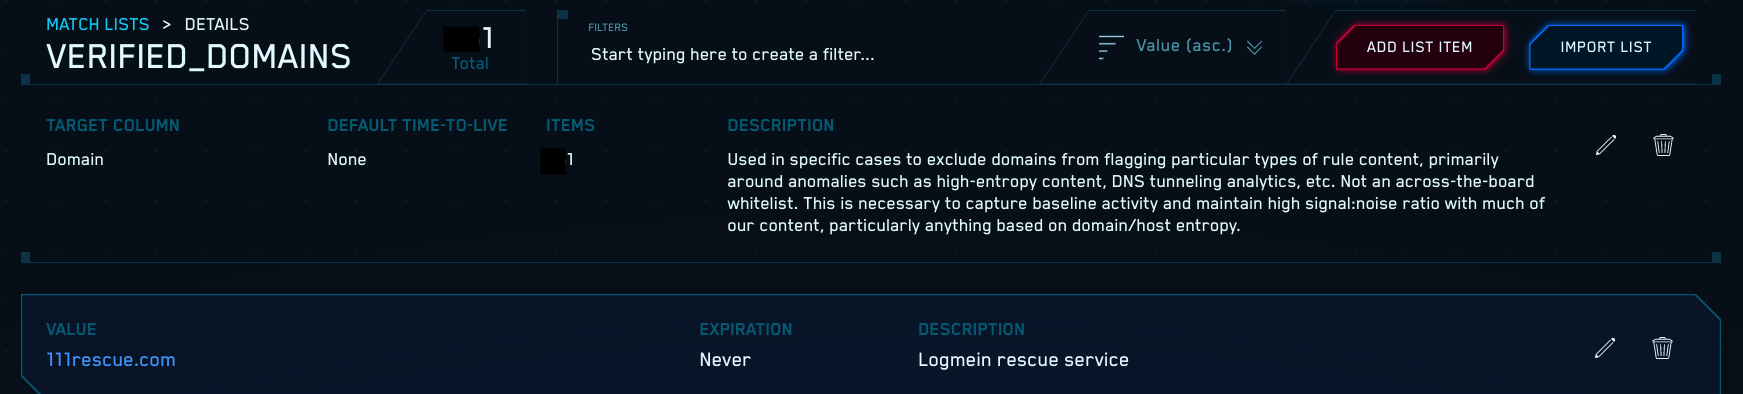 MATCH LISTS > DETAILS
VERIFIED_DOMAINS
1
Total
FILTERS
Start typing here to create a filter...
Value (asc.)
ADD LIST ITEM
IMPORT LIST
TARGET COLUMN
Domain
DEFAULT TIME-TO-LIVE
None
ITEMS
1
DESCRIPTION
Used in specific cases to exclude domains from flagging particular types of rule content, primarily
around anomalies such as high-entropy content, DNS tunneling analytics, etc. Not an across-the-board
whitelist. This is necessary to capture baseline activity and maintain high signal:noise ratio with much of
our content, particularly anything based on domain/host entropy.
VALUE
111rescue.com
EXPIRATION
Never
DESCRIPTION
Logmein rescue service